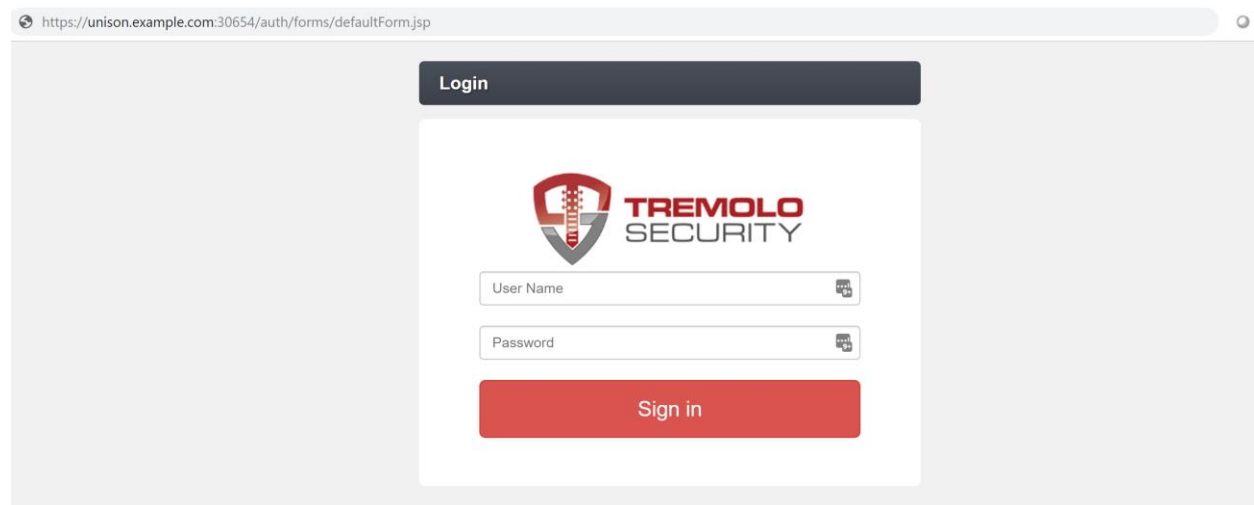 https://unison.example.com:30654/auth/forms/defaultForm.jsp
Login
TREMOLO
SECURITY
User Name
Password
Sign in